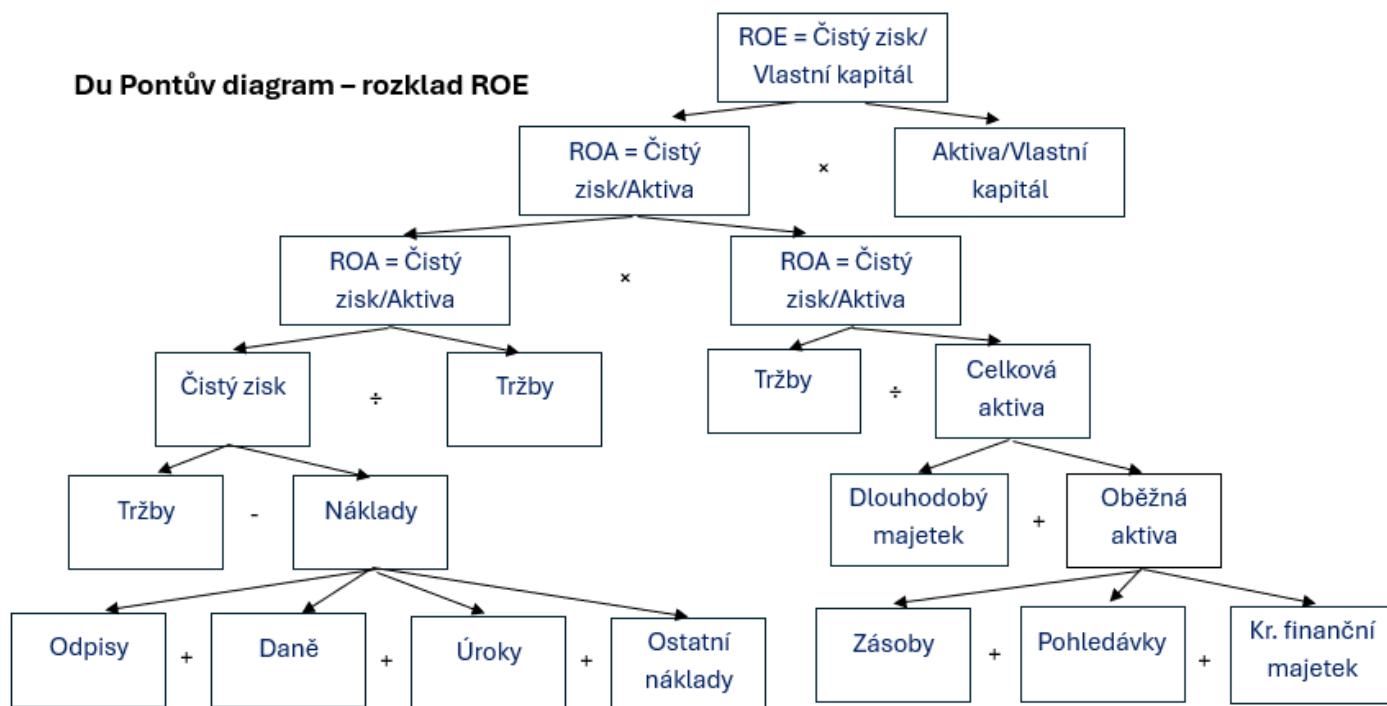 ROE = Čistý zisk/
Vlastní kapitál
Du Pontův diagram – rozklad ROE
ROA = Čistý
zisk/Aktiva
×
Aktiva/Vlastní
kapitál
ROA = Čistý
zisk/Aktiva
×
ROA = Čistý
zisk/Aktiva
Čistý zisk
÷
Tržby
Tržby
÷
Celková
aktiva
Tržby
-
Náklady
Dlouhodobý
majetek
+
Oběžná
aktiva
Odpisy
+
Daně
+
Úroky
+
Ostatní
náklady
Zásoby
+
Pohledávky
+
Kr. finanční
majetek